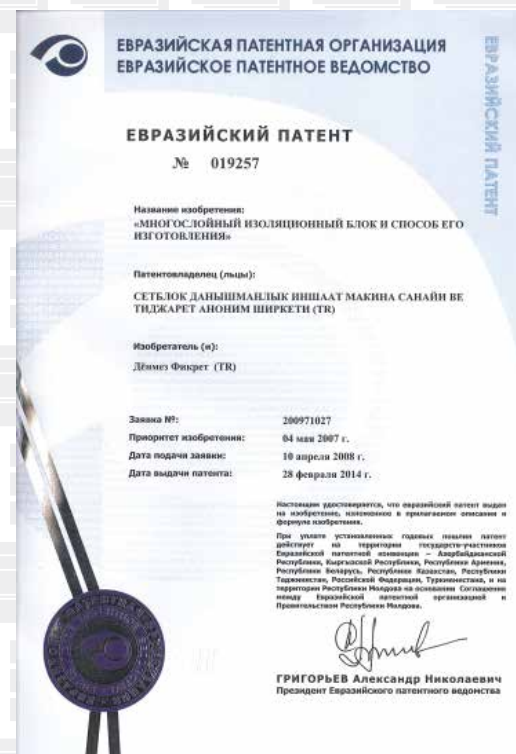 ЕВРАЗИЙСКАЯ ПАТЕНТНАЯ ОРГАНИЗАЦИЯ
ЕВРАЗИЙСКОЕ ПАТЕНТНОЕ ВЕДОМСТВО
ЕВРАЗИЙСКИЙ ПАТЕНТ
ЕВРАЗИЙСКИЙ ПАТЕНТ
№ 019257
Название изобретения:
«МНОГОСЛОЙНЫЙ ИЗОЛЯЦИОННЫЙ БЛОК И СПОСОБ ЕГО
ИЗГОТОВЛЕНИЯ»
Патентовладелец (льцы):
СЕТБЛОК ДАНЫШМАНЛЫК ИНШААТ МАКИНА САНАЙИ ВЕ
ТИДЖАРЕТ АНОНИМ ШИРКЕТИ (TR)
Изобретатель (и):
Дёнмез Фикрет (TR)
Заявка №: 200971027
Приоритет изобретения: 04 мая 2007 г.
Дата подачи заявки: 10 апреля 2008 г.
Дата выдачи патента: 28 февраля 2014 г.
Настоящим удостоверяется, что евразийский патент выдан
на изобретение, изложенное в прилагаемом описании и
формуле изобретения.
При уплате установленных годовых пошлин патент
действует на территории государств-участников
Евразийской патентной конвенции – Азербайджанской
Республики, Кыргызской Республики, Республики Армения,
Республики Беларусь, Республики Казахстан, Республики
Таджикистан, Российской Федерации, Туркменистана, и на
территории Республики Молдова на основании Соглашения
между Евразийской патентной организацией и
Правительством Республики Молдова.
ГРИГОРЬЕВ Александр Николаевич
Президент Евразийского патентного ведомства